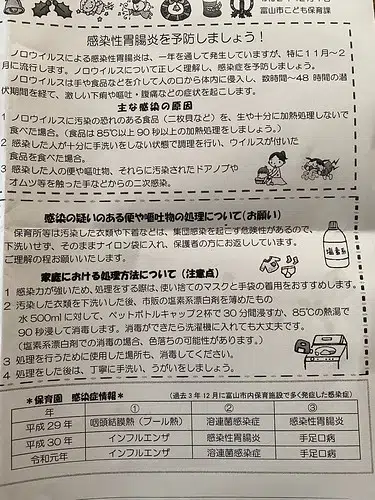 富山市こども保育課
感染性胃腸炎を予防しましょう！
ノロウイルスによる感染性胃腸炎は、一年を通して発生していますが、特に11月～2
月に流行します。ノロウイルスについて正しく理解し、感染症を予防しましょう。
ノロウイルスは手や食品などを介して人の口から体内に侵入し、数時間～48時間の潜
伏期間を経て、激しい下痢や嘔吐・腹痛などの症状を起こします。
主な感染の原因
1 ノロウイルスに汚染の恐れのある食品（二枚貝など）を、生や十分に加熱処理しないで
食べた場合。（食品は85℃以上90秒以上の加熱処理をしましょう。）
2 感染した人が十分に手洗いをしない状態で調理を行い、ウイルスが付いた
食品を食べた場合。
3 感染した人の便や嘔吐物、それらに汚染されたドアノブや
オムツ等を触った手などからの二次感染。
感染の疑いのある便や嘔吐物の処理について（お願い）
保育所等は汚染した衣類や下着などは、集団感染を起こす危険性があるので、
下洗いせず、そのままナイロン袋に入れ、保護者の方にお返ししています。
ご理解の程お願いいたします。
塩素系
家庭における処理方法について（注意点）
1 感染力が強いため、処理をする際は、使い捨てのマスクと手袋の着用をおすすめします。
2 汚染した衣類を下洗いした後、市販の塩素系漂白剤を薄めたもの
水500mlに対して、ペットボトルキャップ2杯で30分間浸すか、85℃の熱湯で
90秒浸して消毒します。消毒ができたら洗濯機に入れても大丈夫です。
（塩素系漂白剤での消毒の場合、色落ちの可能性があります。）
3 処理を行うために使用した場所も、消毒してください。
4 処理をした後は、丁寧に手洗い、うがいをしましょう。
＊保育園 感染症情報＊ （過去3年12月に富山市内保育施設で多く発症した感染症）
年 ① ② ③
平成29年 咽頭結膜熱（プール熱） 溶連菌感染症 感染性胃腸炎
平成30年 インフルエンザ 感染性胃腸炎 手足口病
令和元年 インフルエンザ 溶連菌感染症 手足口病